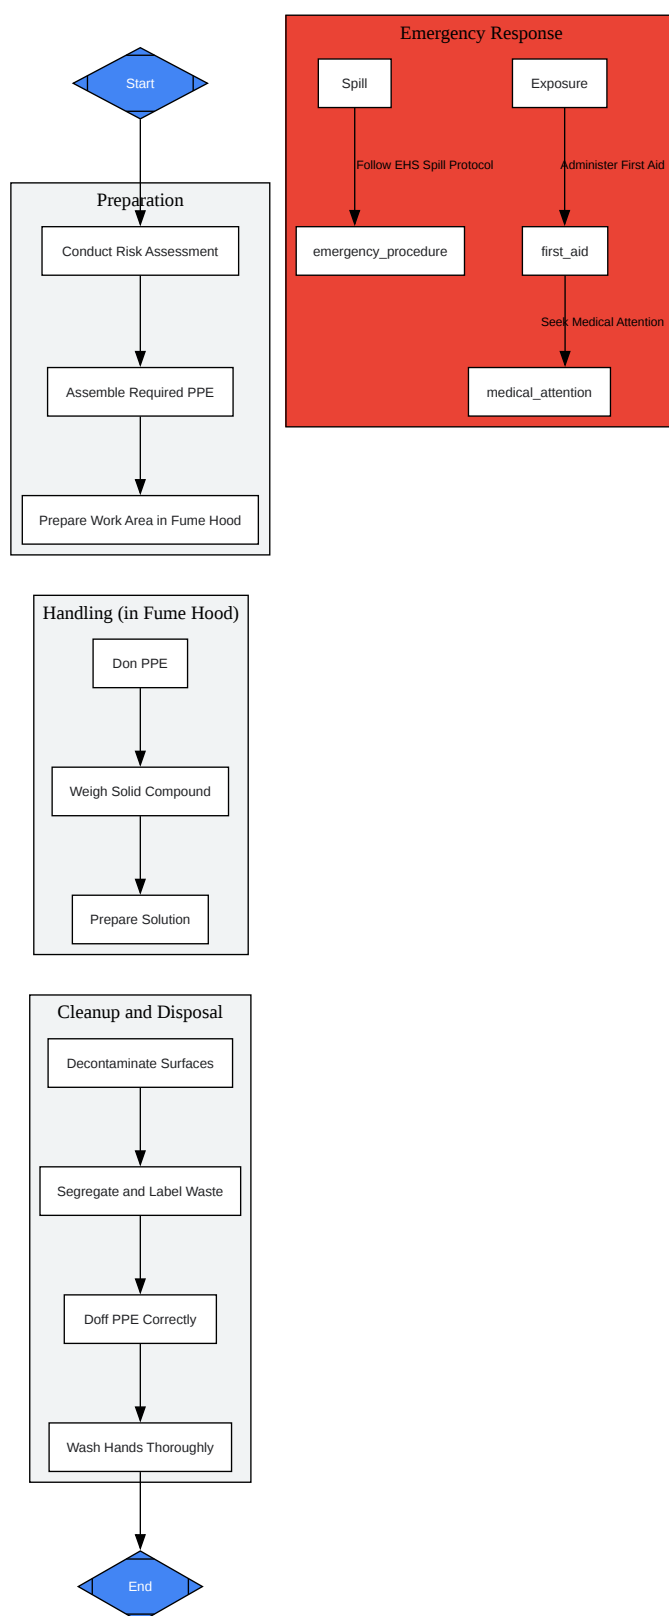 Start
Preparation
Conduct Risk Assessment
Assemble Required PPE
Prepare Work Area in Fume Hood
Handling (in Fume Hood)
Don PPE
Weigh Solid Compound
Prepare Solution
Cleanup and Disposal
Decontaminate Surfaces
Segregate and Label Waste
Doff PPE Correctly
Wash Hands Thoroughly
End
Emergency Response
Spill
Follow EHS Spill Protocol
emergency_procedure
Exposure
Administer First Aid
first_aid
Seek Medical Attention
medical_attention